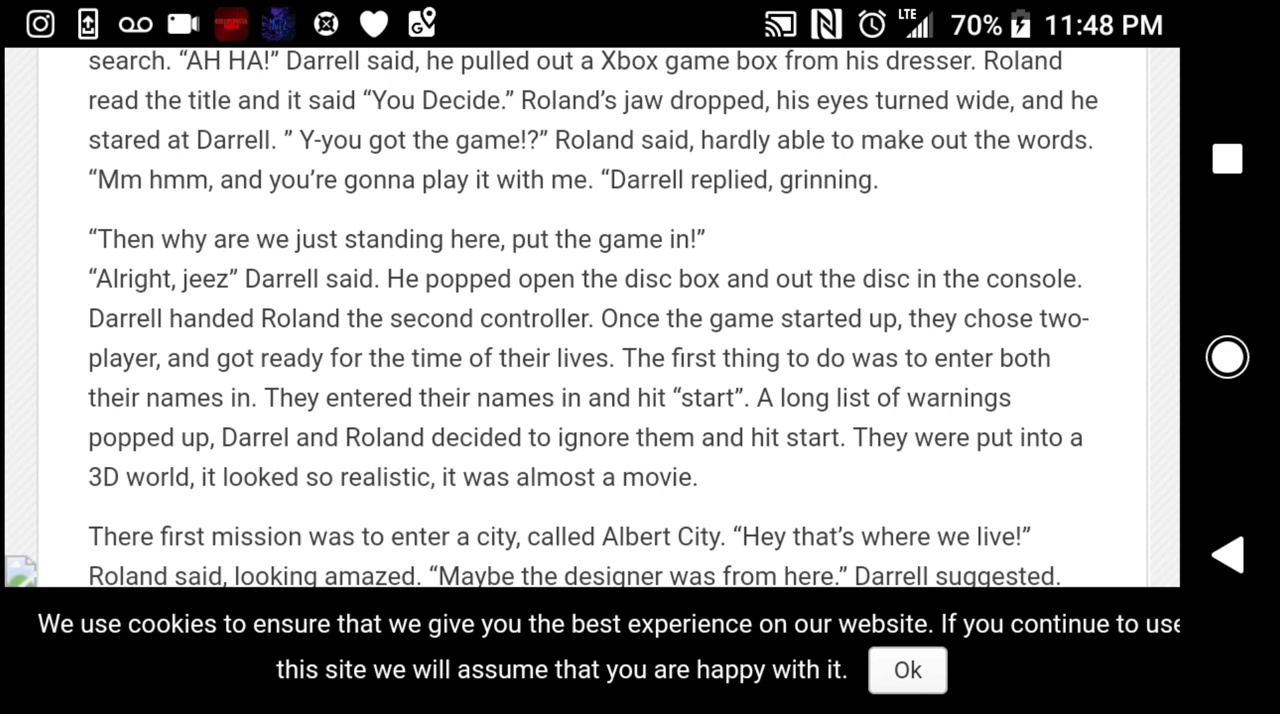 LTE 70% 11:48 PM
search. “AH HA!” Darrell said, he pulled out a Xbox game box from his dresser. Roland
read the title and it said “You Decide.” Roland’s jaw dropped, his eyes turned wide, and he
stared at Darrell. ” Y-you got the game!?” Roland said, hardly able to make out the words.
“Mm hmm, and you’re gonna play it with me. “Darrell replied, grinning.
“Then why are we just standing here, put the game in!”
“Alright, jeez” Darrell said. He popped open the disc box and out the disc in the console.
Darrell handed Roland the second controller. Once the game started up, they chose two-
player, and got ready for the time of their lives. The first thing to do was to enter both
their names in. They entered their names in and hit “start”. A long list of warnings
popped up, Darrel and Roland decided to ignore them and hit start. They were put into a
3D world, it looked so realistic, it was almost a movie.
There first mission was to enter a city, called Albert City. “Hey that’s where we live!”
Roland said, looking amazed. “Maybe the designer was from here.” Darrell suggested.
We use cookies to ensure that we give you the best experience on our website. If you continue to use
this site we will assume that you are happy with it. Ok